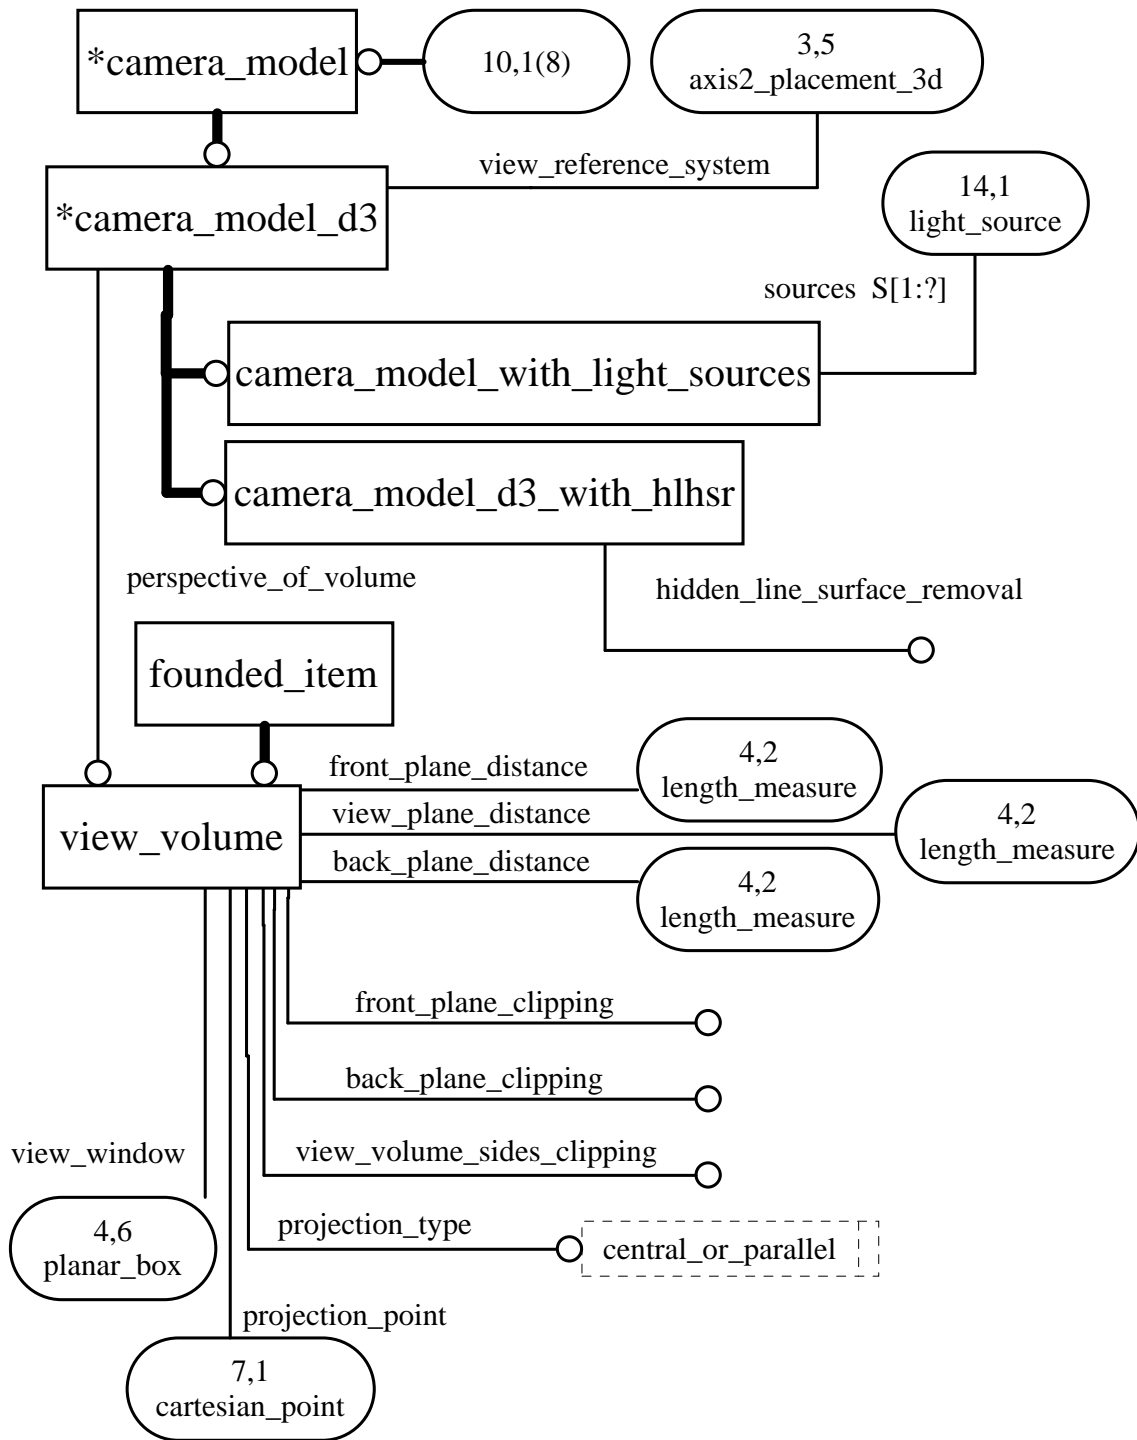 *camera_model
10,1(8)
3,5
axis2_placement_3d
view_reference_system
*camera_model_d3
14,1
light_source
sources S[1:?]
camera_model_with_light_sources
camera_model_d3_with_hlhsr
perspective_of_volume
hidden_line_surface_removal
founded_item
front_plane_distance
4,2
length_measure
view_volume
view_plane_distance
4,2
length_measure
back_plane_distance
4,2
length_measure
front_plane_clipping
back_plane_clipping
view_window
view_volume_sides_clipping
4,6
planar_box
projection_type
central_or_parallel
projection_point
7,1
cartesian_point